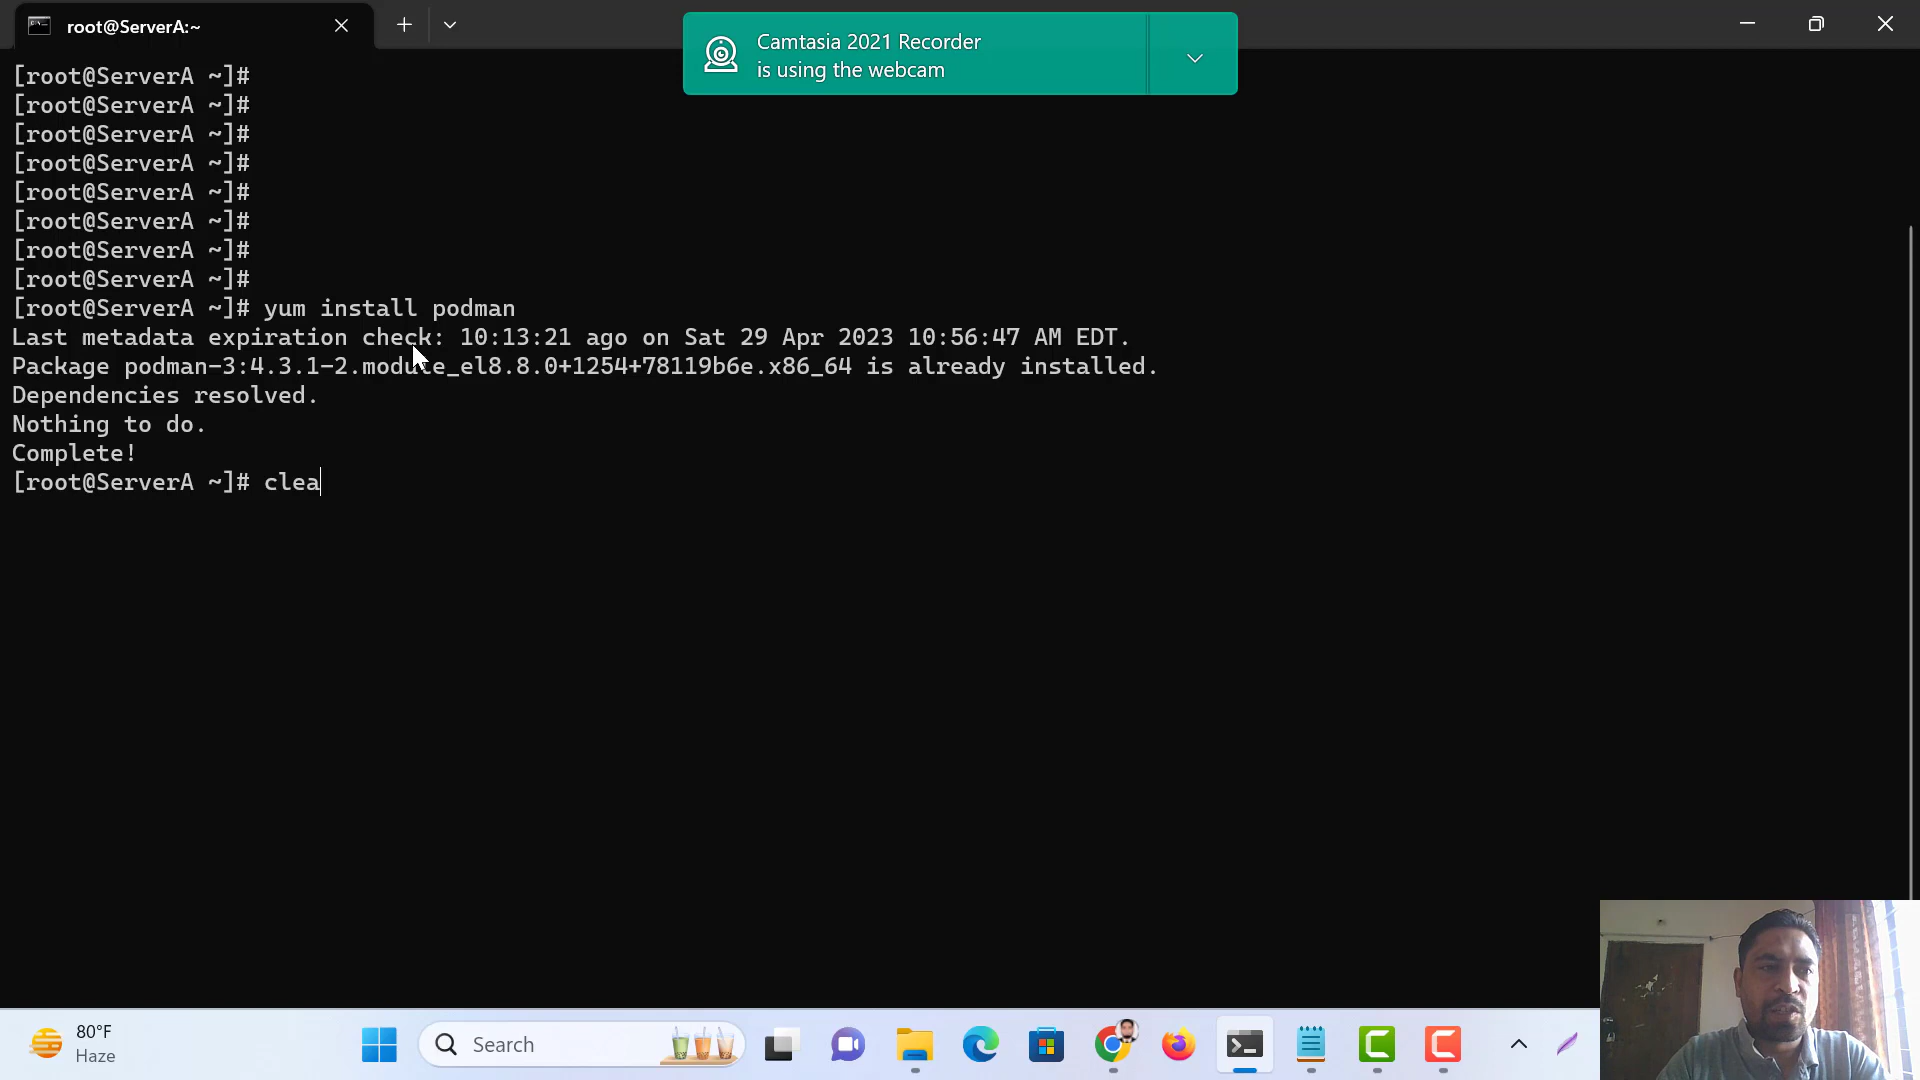 root@ServerA:~
Camtasia 2021 Recorder
is using the webcam
[root@ServerA ~]#
[root@ServerA ~]#
[root@ServerA ~]#
[root@ServerA ~]#
[root@ServerA ~]#
[root@ServerA ~]#
[root@ServerA ~]#
[root@ServerA ~]#
[root@ServerA ~]# yum install podman
Last metadata expiration check: 10:13:21 ago on Sat 29 Apr 2023 10:56:47 AM EDT.
Package podman-3:4.3.1-2.module_el8.8.0+1254+78119b6e.x86_64 is already installed.
Dependencies resolved.
Nothing to do.
Complete!
[root@ServerA ~]# clea
80°F
Haze
Search